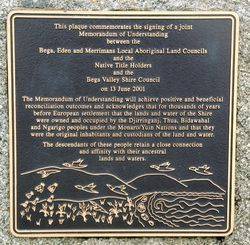 This plaque commemorates the signing of a joint
Memorandum of Understanding
between the
Bega, Eden and Merrimans Local Aboriginal Land Councils
and the
Native Title Holders
and the
Bega Valley Shire Council
on 13 June 2001
The Memorandum of Understanding will achieve positive and beneficial
reconciliation outcomes and acknowledges that for thousands of years
before European settlement that the lands and water of the Shire
were owned and occupied by the Djirringanj, Thua, Bidawahal
and Ngarigo peoples under the Monaro/Yuin Nations and that they
were the original inhabitants and custodians of the land and water.
The descendants of these people retain a close connection
and affinity with their ancestral
lands and waters.